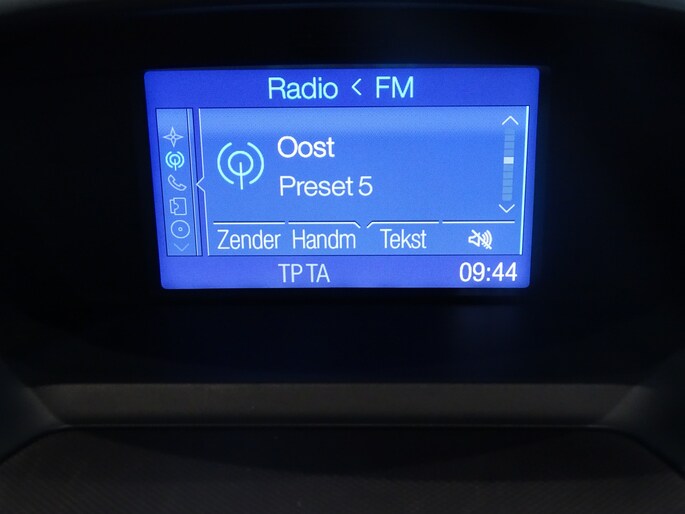 Radio < FM
Oost
Preset 5
Zender Handm Tekst
TP TA 09:44